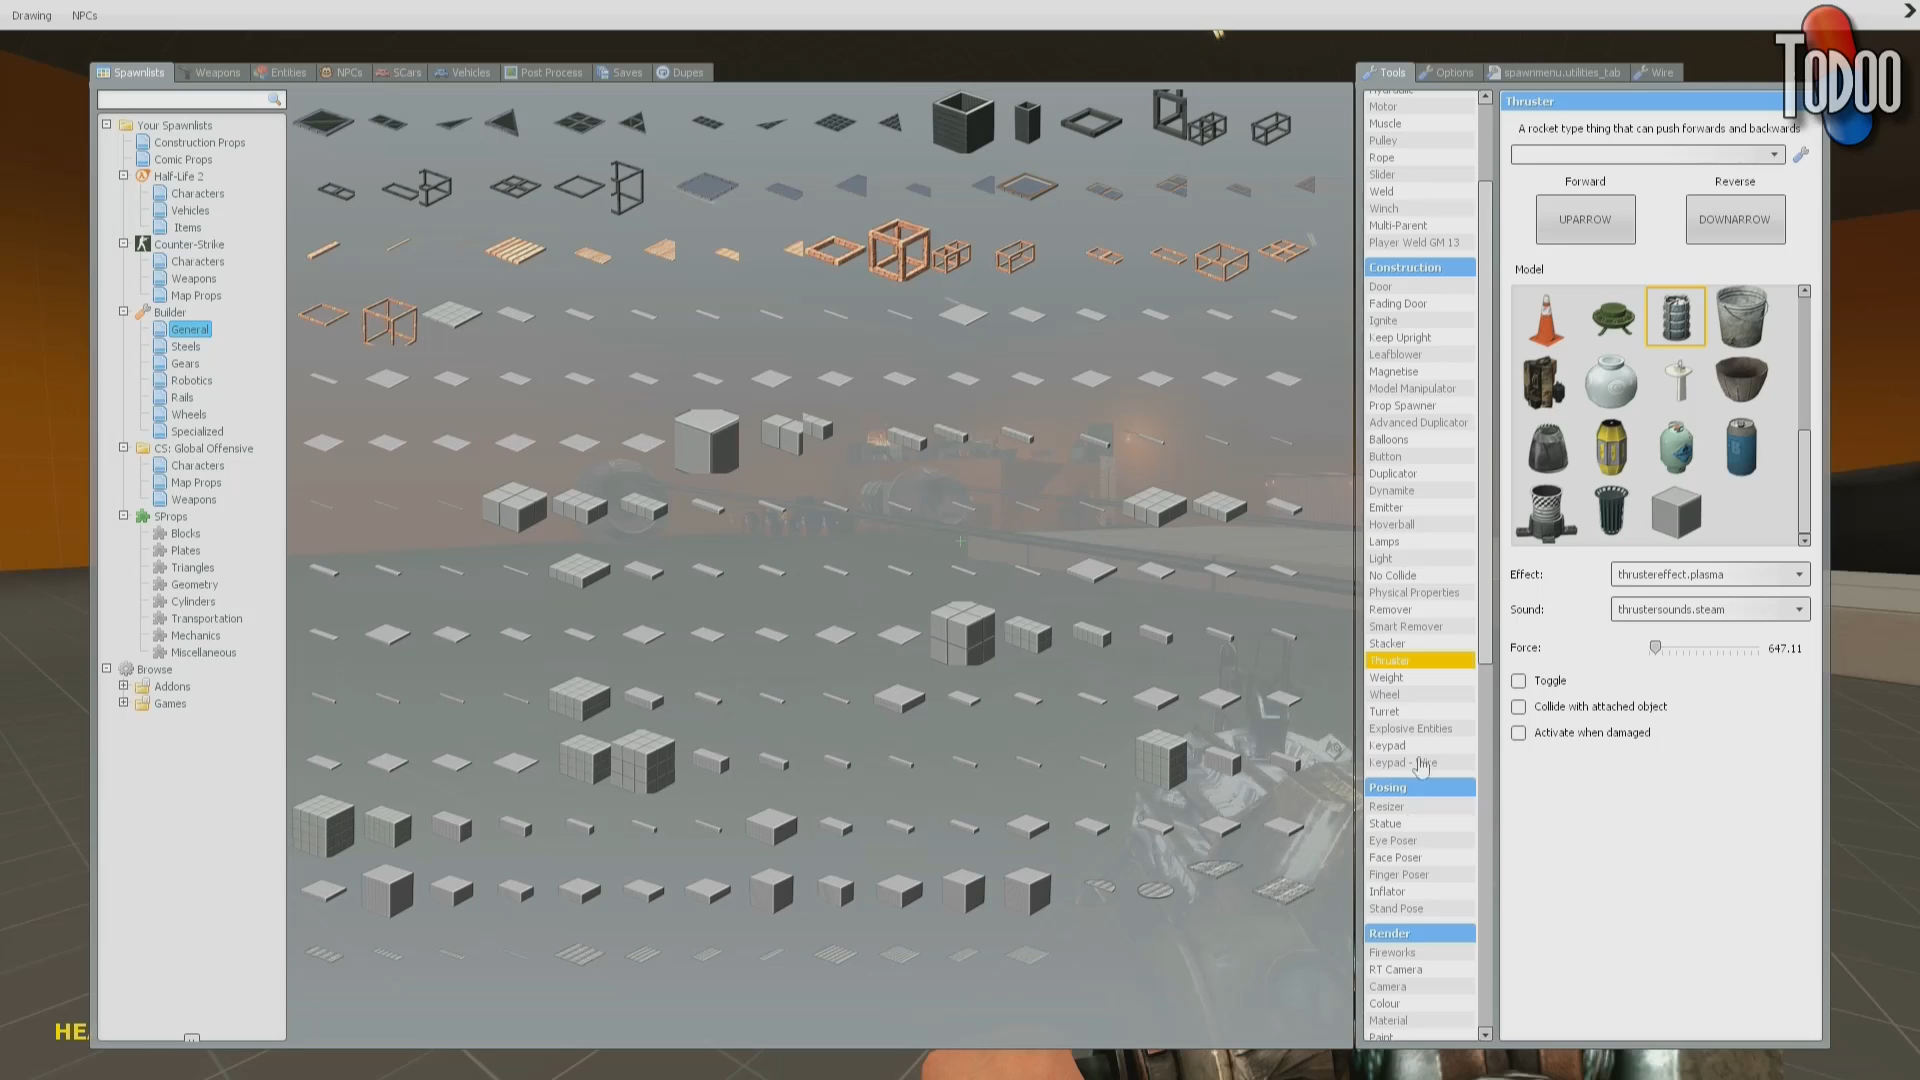 Drawing NPCs
TODOO
Spawnlists Weapons Entities NPCs SCars Vehicles Post Process Saves Dupes
Tools Options spawnmenu.utilities_tab Wire
Your Spawnlists
Construction Props
Comic Props
Half-Life 2
Characters
Vehicles
Items
Counter-Strike
Characters
Weapons
Map Props
Builder
General
Steels
Gears
Robotics
Rails
Wheels
Specialized
CS: Global Offensive
Characters
Map Props
Weapons
SProps
Blocks
Plates
Triangles
Geometry
Cylinders
Transportation
Mechanics
Miscellaneous
Browse
Addons
Games
Hydraulic
Motor
Muscle
Pulley
Rope
Slider
Weld
Winch
Multi-Parent
Player Weld GM 13
Construction
Door
Fading Door
Ignite
Keep Upright
Leafblower
Magnetise
Model Manipulator
Prop Spawner
Advanced Duplicator
Balloons
Button
Duplicator
Dynamite
Emitter
Hoverball
Lamps
Light
No Collide
Physical Properties
Remover
Smart Remover
Stacker
Thruster
Weight
Wheel
Turret
Explosive Entities
Keypad
Keypad -
Posing
Resizer
Statue
Eye Poser
Face Poser
Finger Poser
Inflator
Stand Pose
Render
Fireworks
RT Camera
Camera
Colour
Material
Paint
Thruster
A rocket type thing that can push forwards and backwards
Forward Reverse
UPARROW DOWNARROW
Model
Effect: thrustereffect.plasma
Sound: thrustersounds.steam
Force: 647.11
Toggle
Collide with attached object
Activate when damaged